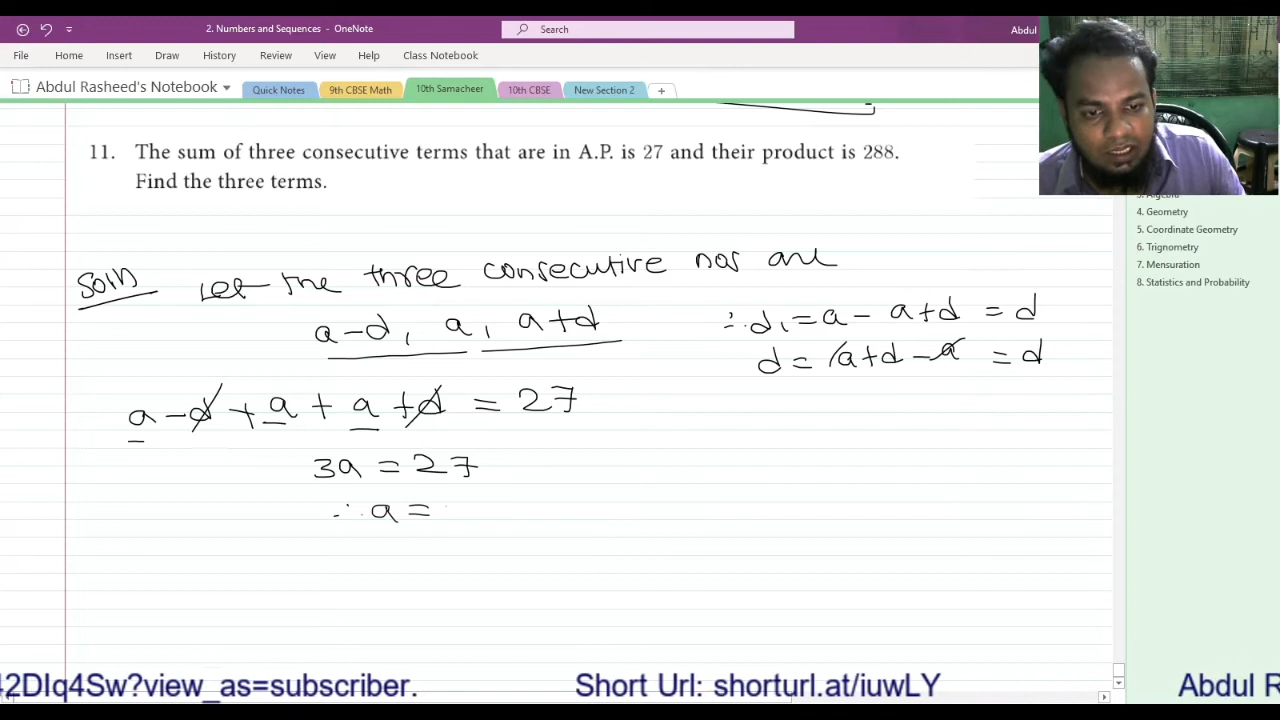 2. Numbers and Sequences - OneNote
Search
Abdul
File Home Insert Draw History Review View Help Class Notebook
Abdul Rasheed's Notebook
Quick Notes 9th CBSE Math 10th Samacheer 10th CBSE New Section 2 +
11. The sum of three consecutive terms that are in A.P. is 27 and their product is 288.
Find the three terms.
3. Algebra
4. Geometry
5. Coordinate Geometry
6. Trignometry
7. Mensuration
8. Statistics and Probability
Soln Let the three consecutive nos are
a-d, a, a+d
∴ d, = a - a+d = d
d = a+d-a = d
a-d + a + a+d = 27
3a = 27
∴ a =
42DIq4Sw?view_as=subscriber. Short Url: shorturl.at/iuwLY Abdul R